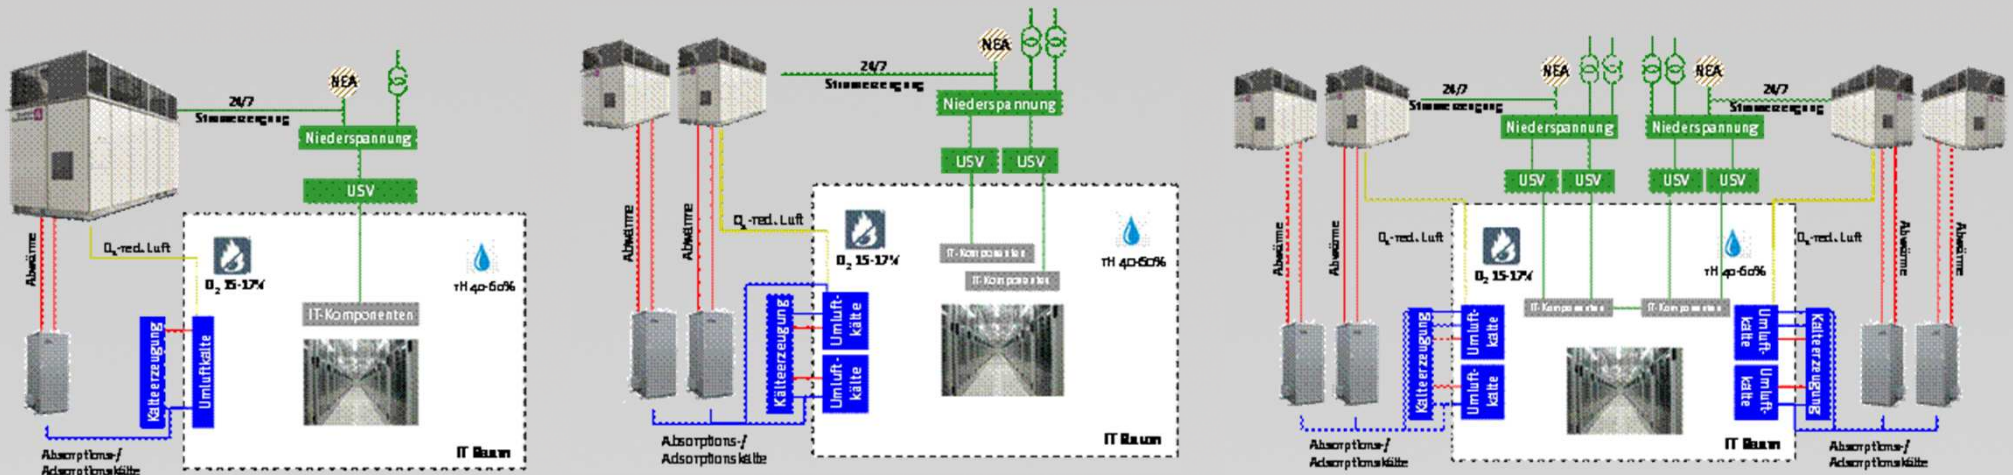 NEA
24/7
Stromerzeugung
Niederspannung
USV
Abwärme
O₂-red. Luft
O₂ 15-17%
rH 40-60%
IT-Komponenten
Kälteerzeugung
Umluftkälte
IT Raum
Absorptions-/
Adsorptionskälte
NEA
24/7
Stromerzeugung
Niederspannung
USV
USV
Abwärme
Abwärme
O₂-red. Luft
O₂ 15-17%
rH 40-60%
IT-Komponenten
IT-Komponenten
Kälteerzeugung
Umluft-
kälte
Umluft-
kälte
IT Raum
Absorptions-/
Adsorptionskälte
NEA
NEA
24/7
Stromerzeugung
24/7
Stromerzeugung
Niederspannung
Niederspannung
USV
USV
USV
USV
Abwärme
Abwärme
Abwärme
Abwärme
O₂-red. Luft
O₂-red. Luft
O₂ 15-17%
rH 40-60%
IT-Komponenten
IT-Komponenten
Kälteerzeugung
Umluft-
kälte
Umluft-
kälte
Umluft-
kälte
Umluft-
kälte
Kälteerzeugung
IT Raum
Absorptions-/
Adsorptionskälte
Absorptions-/
Adsorptionskälte